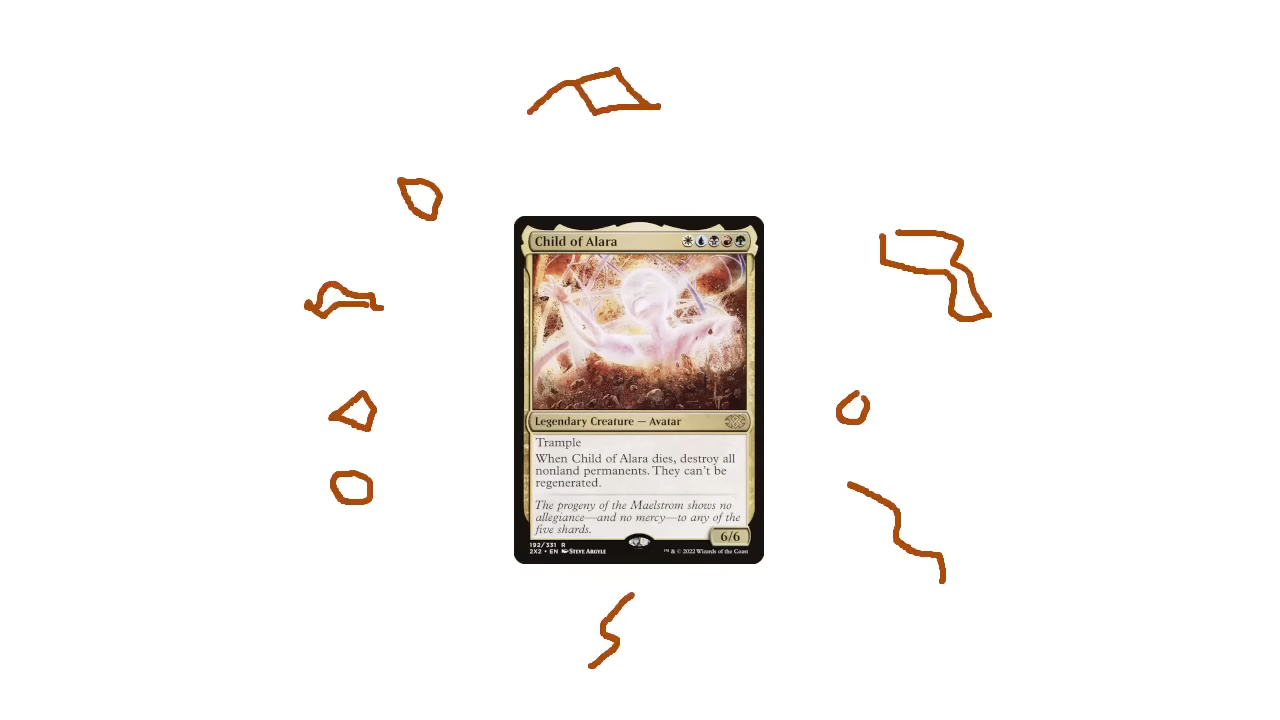 Child of Alara
Legendary Creature — Avatar
Trample
When Child of Alara dies, destroy all
nonland permanents. They can't be
regenerated.
The progeny of the Maelstrom shows no
allegiance—and no mercy—to any of the
five shards.
6/6
192/331 R
2X2 • EN STEVE ARGYLE
™ & © 2022 Wizards of the Coast